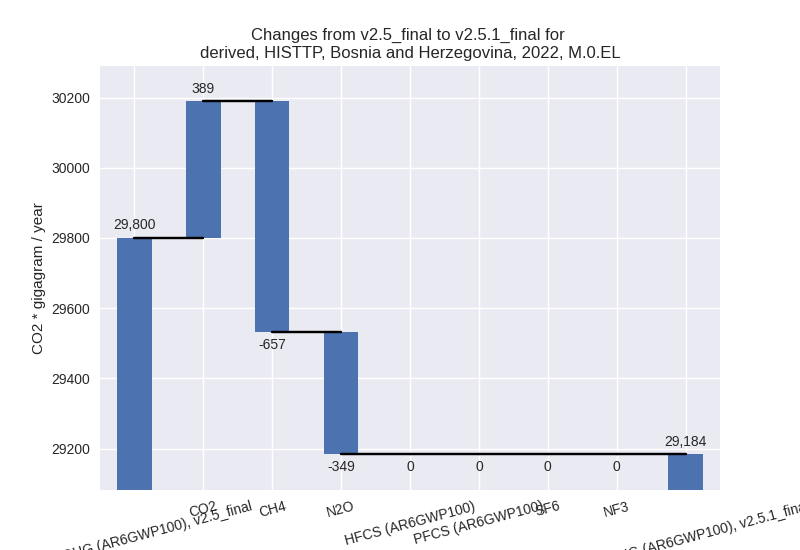 Changes from v2.5_final to v2.5.1_final for
derived, HISTTP, Bosnia and Herzegovina, 2022, M.0.EL
CO2 * gigagram / year
30200
30000
29800
29600
29400
29200
29,800
389
-657
-349
0
0
0
0
29,184
(AR6GWP100), v2.5_final
CO2
CH4
N2O
HFCS (AR6GWP100)
PFCS (AR6GWP100)
SF6
NF3
(AR6GWP100), v2.5.1_final